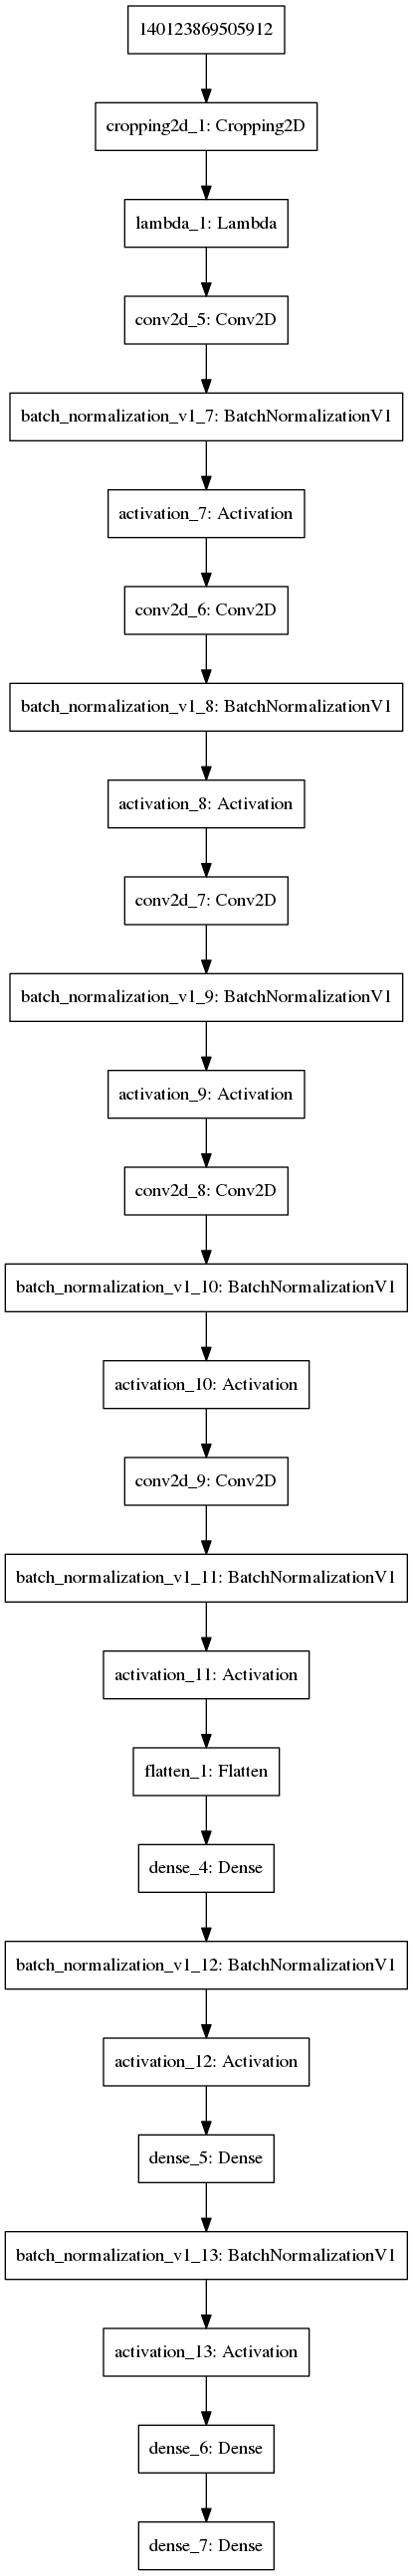 140123869505912
cropping2d_1: Cropping2D
lambda_1: Lambda
conv2d_5: Conv2D
batch_normalization_v1_7: BatchNormalizationV1
activation_7: Activation
conv2d_6: Conv2D
batch_normalization_v1_8: BatchNormalizationV1
activation_8: Activation
conv2d_7: Conv2D
batch_normalization_v1_9: BatchNormalizationV1
activation_9: Activation
conv2d_8: Conv2D
batch_normalization_v1_10: BatchNormalizationV1
activation_10: Activation
conv2d_9: Conv2D
batch_normalization_v1_11: BatchNormalizationV1
activation_11: Activation
flatten_1: Flatten
dense_4: Dense
batch_normalization_v1_12: BatchNormalizationV1
activation_12: Activation
dense_5: Dense
batch_normalization_v1_13: BatchNormalizationV1
activation_13: Activation
dense_6: Dense
dense_7: Dense